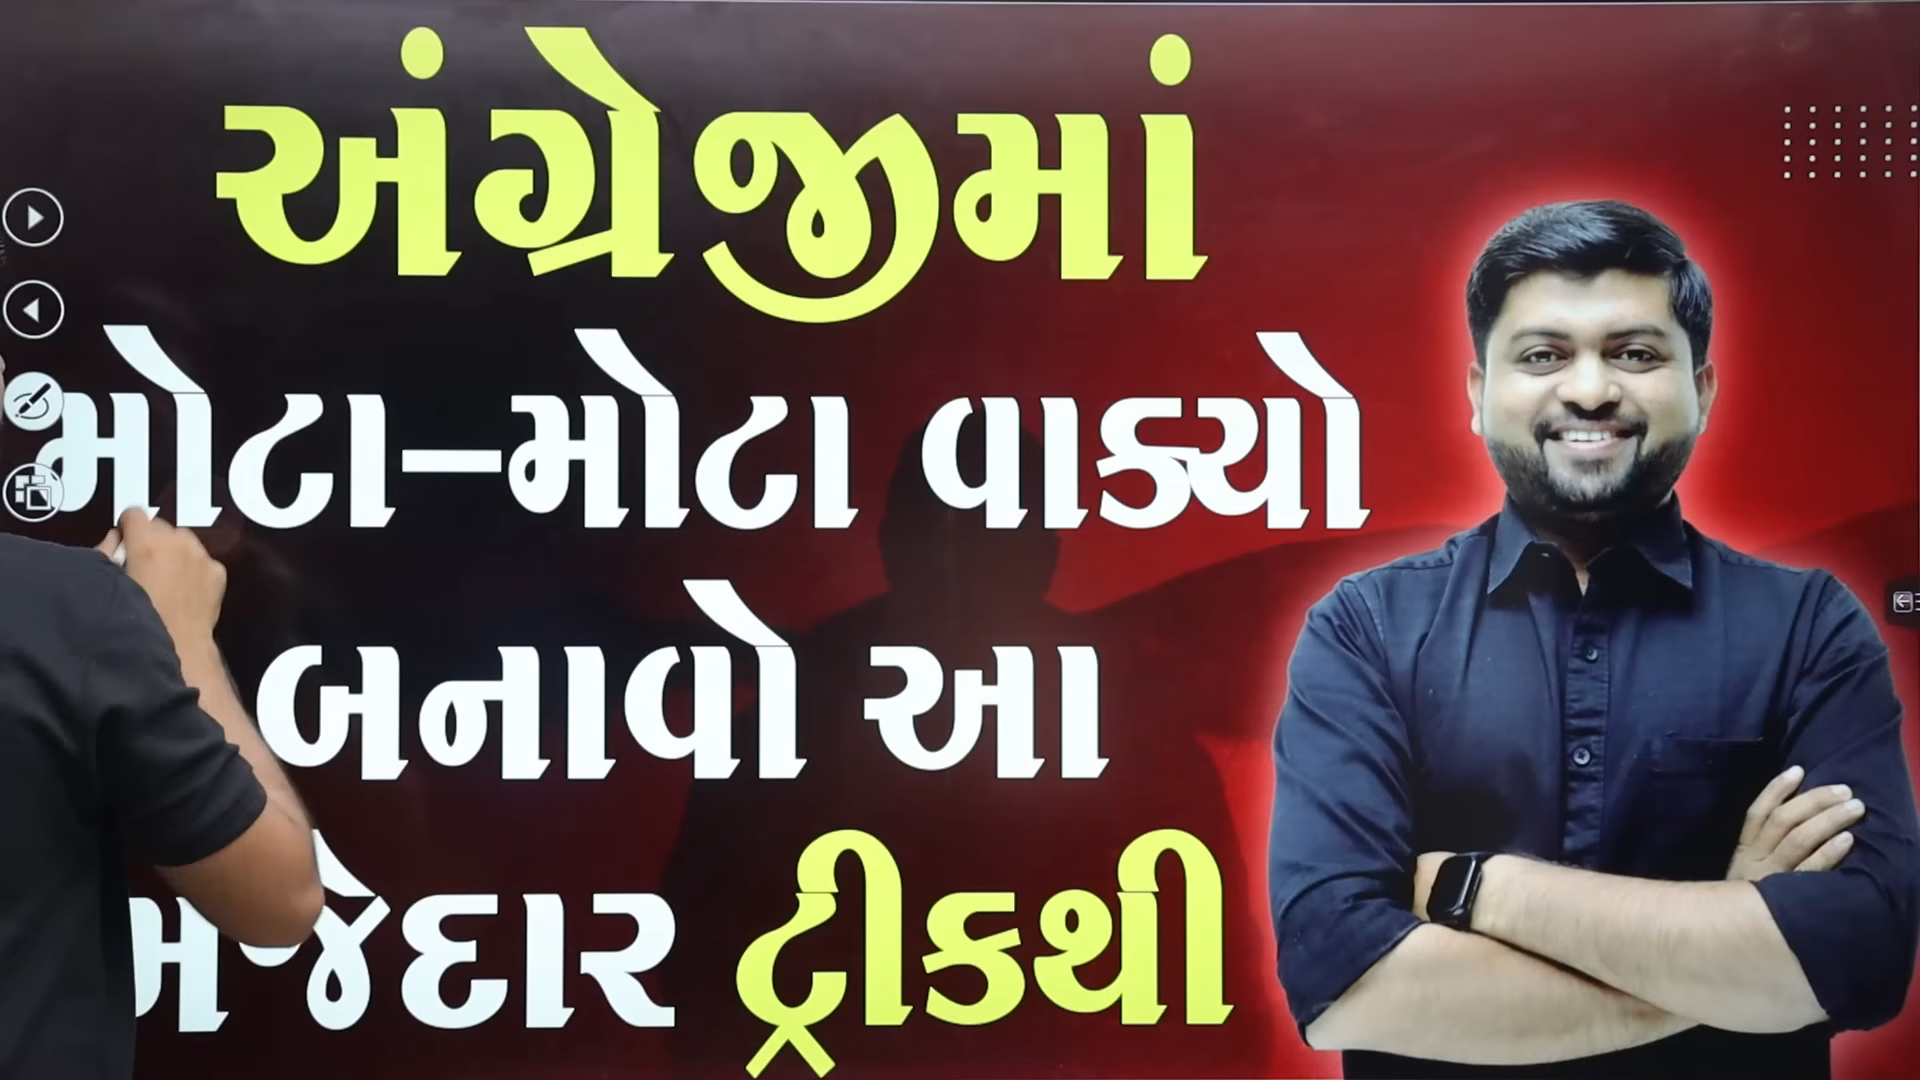 અંગ્રેજીમાં
મોટા–મોટા વાક્યો
બનાવો આ
મજેદાર ટ્રીકથી